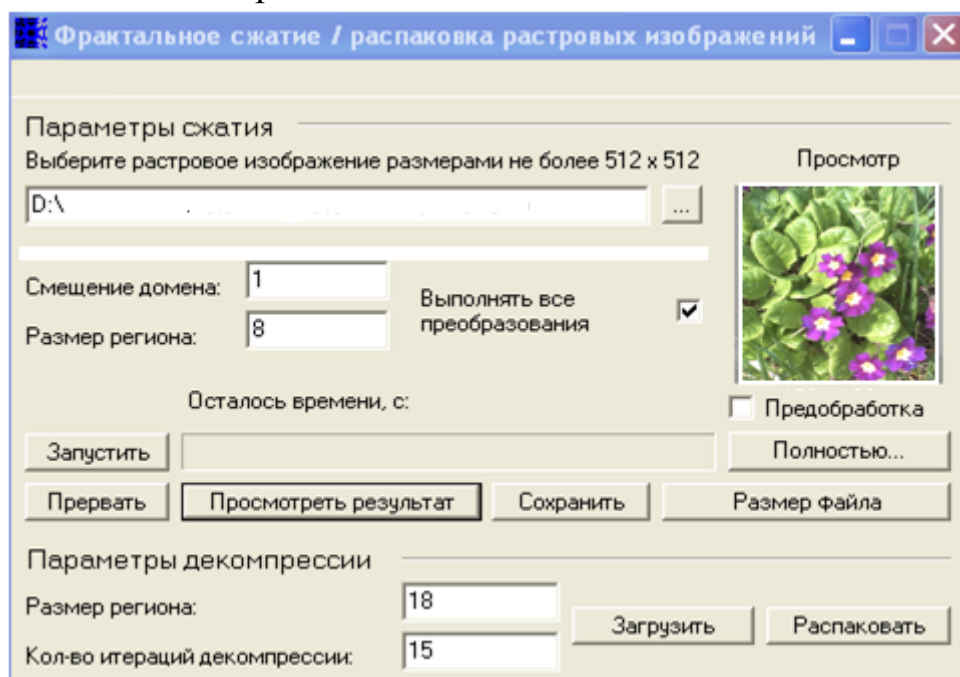 Фрактальное сжатие / распаковка растровых изображений
Параметры сжатия
Выберите растровое изображение размерами не более 512 x 512
Просмотр
D:\
...
Смещение домена: 1
Выполнять все преобразования
Размер региона: 8
Осталось времени, с:
Предобработка
Запустить
Полностью...
Прервать Просмотреть результат Сохранить Размер файла
Параметры декомпрессии
Размер региона: 18
Загрузить Распаковать
Кол-во итераций декомпрессии: 15